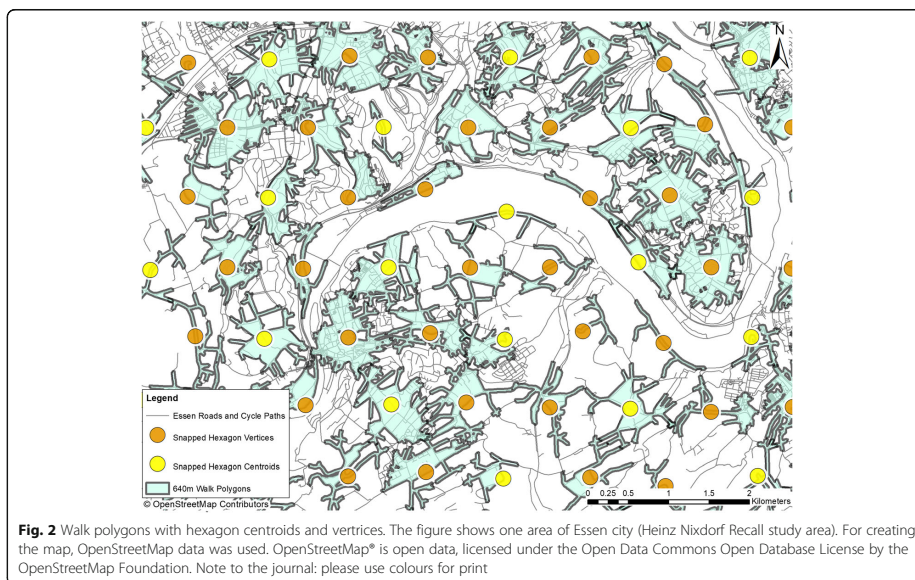 N
Legend
Essen Roads and Cycle Paths
Snapped Hexagon Vertices
Snapped Hexagon Centroids
640m Walk Polygons
© OpenStreetMap Contributors
0 0.25 0.5 1 1.5 2
Kilometers
Fig. 2 Walk polygons with hexagon centroids and vertrices. The figure shows one area of Essen city (Heinz Nixdorf Recall study area). For creating
the map, OpenStreetMap data was used. OpenStreetMap® is open data, licensed under the Open Data Commons Open Database License by the
OpenStreetMap Foundation. Note to the journal: please use colours for print